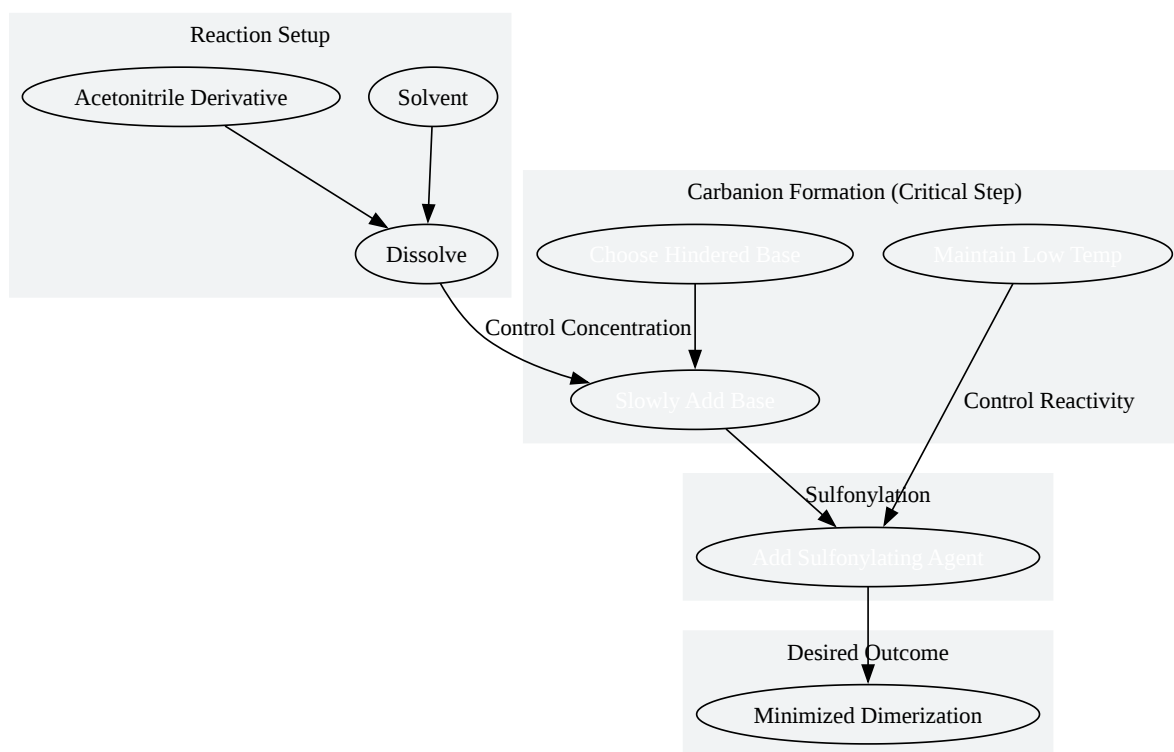 Reaction Setup
Acetonitrile Derivative
Solvent
Dissolve
Carbanion Formation (Critical Step)
Choose Hindered Base
Maintain Low Temp
Control Concentration
Slowly Add Base
Control Reactivity
Sulfonylation
Add Sulfonylating Agent
Desired Outcome
Minimized Dimerization